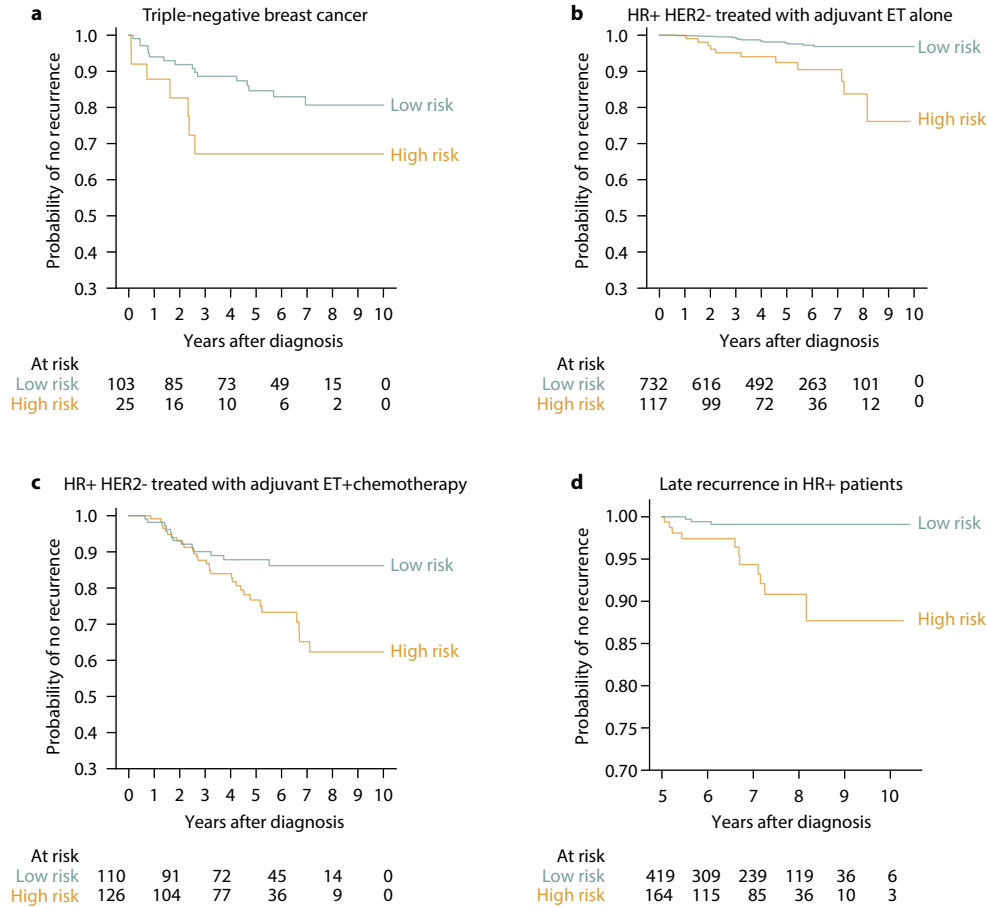 a Triple-negative breast cancer
Probability of no recurrence
1.0
0.9
0.8
0.7
0.6
0.5
0.4
0.3
Low risk
High risk
0 1 2 3 4 5 6 7 8 9 10
Years after diagnosis
At risk
Low risk 103 85 73 49 15 0
High risk 25 16 10 6 2 0
b HR+ HER2- treated with adjuvant ET alone
Probability of no recurrence
1.0
0.9
0.8
0.7
0.6
0.5
0.4
0.3
Low risk
High risk
0 1 2 3 4 5 6 7 8 9 10
Years after diagnosis
At risk
Low risk 732 616 492 263 101 0
High risk 117 99 72 36 12 0
c HR+ HER2- treated with adjuvant ET+chemotherapy
Probability of no recurrence
1.0
0.9
0.8
0.7
0.6
0.5
0.4
0.3
Low risk
High risk
0 1 2 3 4 5 6 7 8 9 10
Years after diagnosis
At risk
Low risk 110 91 72 45 14 0
High risk 126 104 77 36 9 0
d Late recurrence in HR+ patients
Probability of no recurrence
1.00
0.95
0.90
0.85
0.80
0.75
0.70
Low risk
High risk
5 6 7 8 9 10
Years after diagnosis
At risk
Low risk 419 309 239 119 36 6
High risk 164 115 85 36 10 3